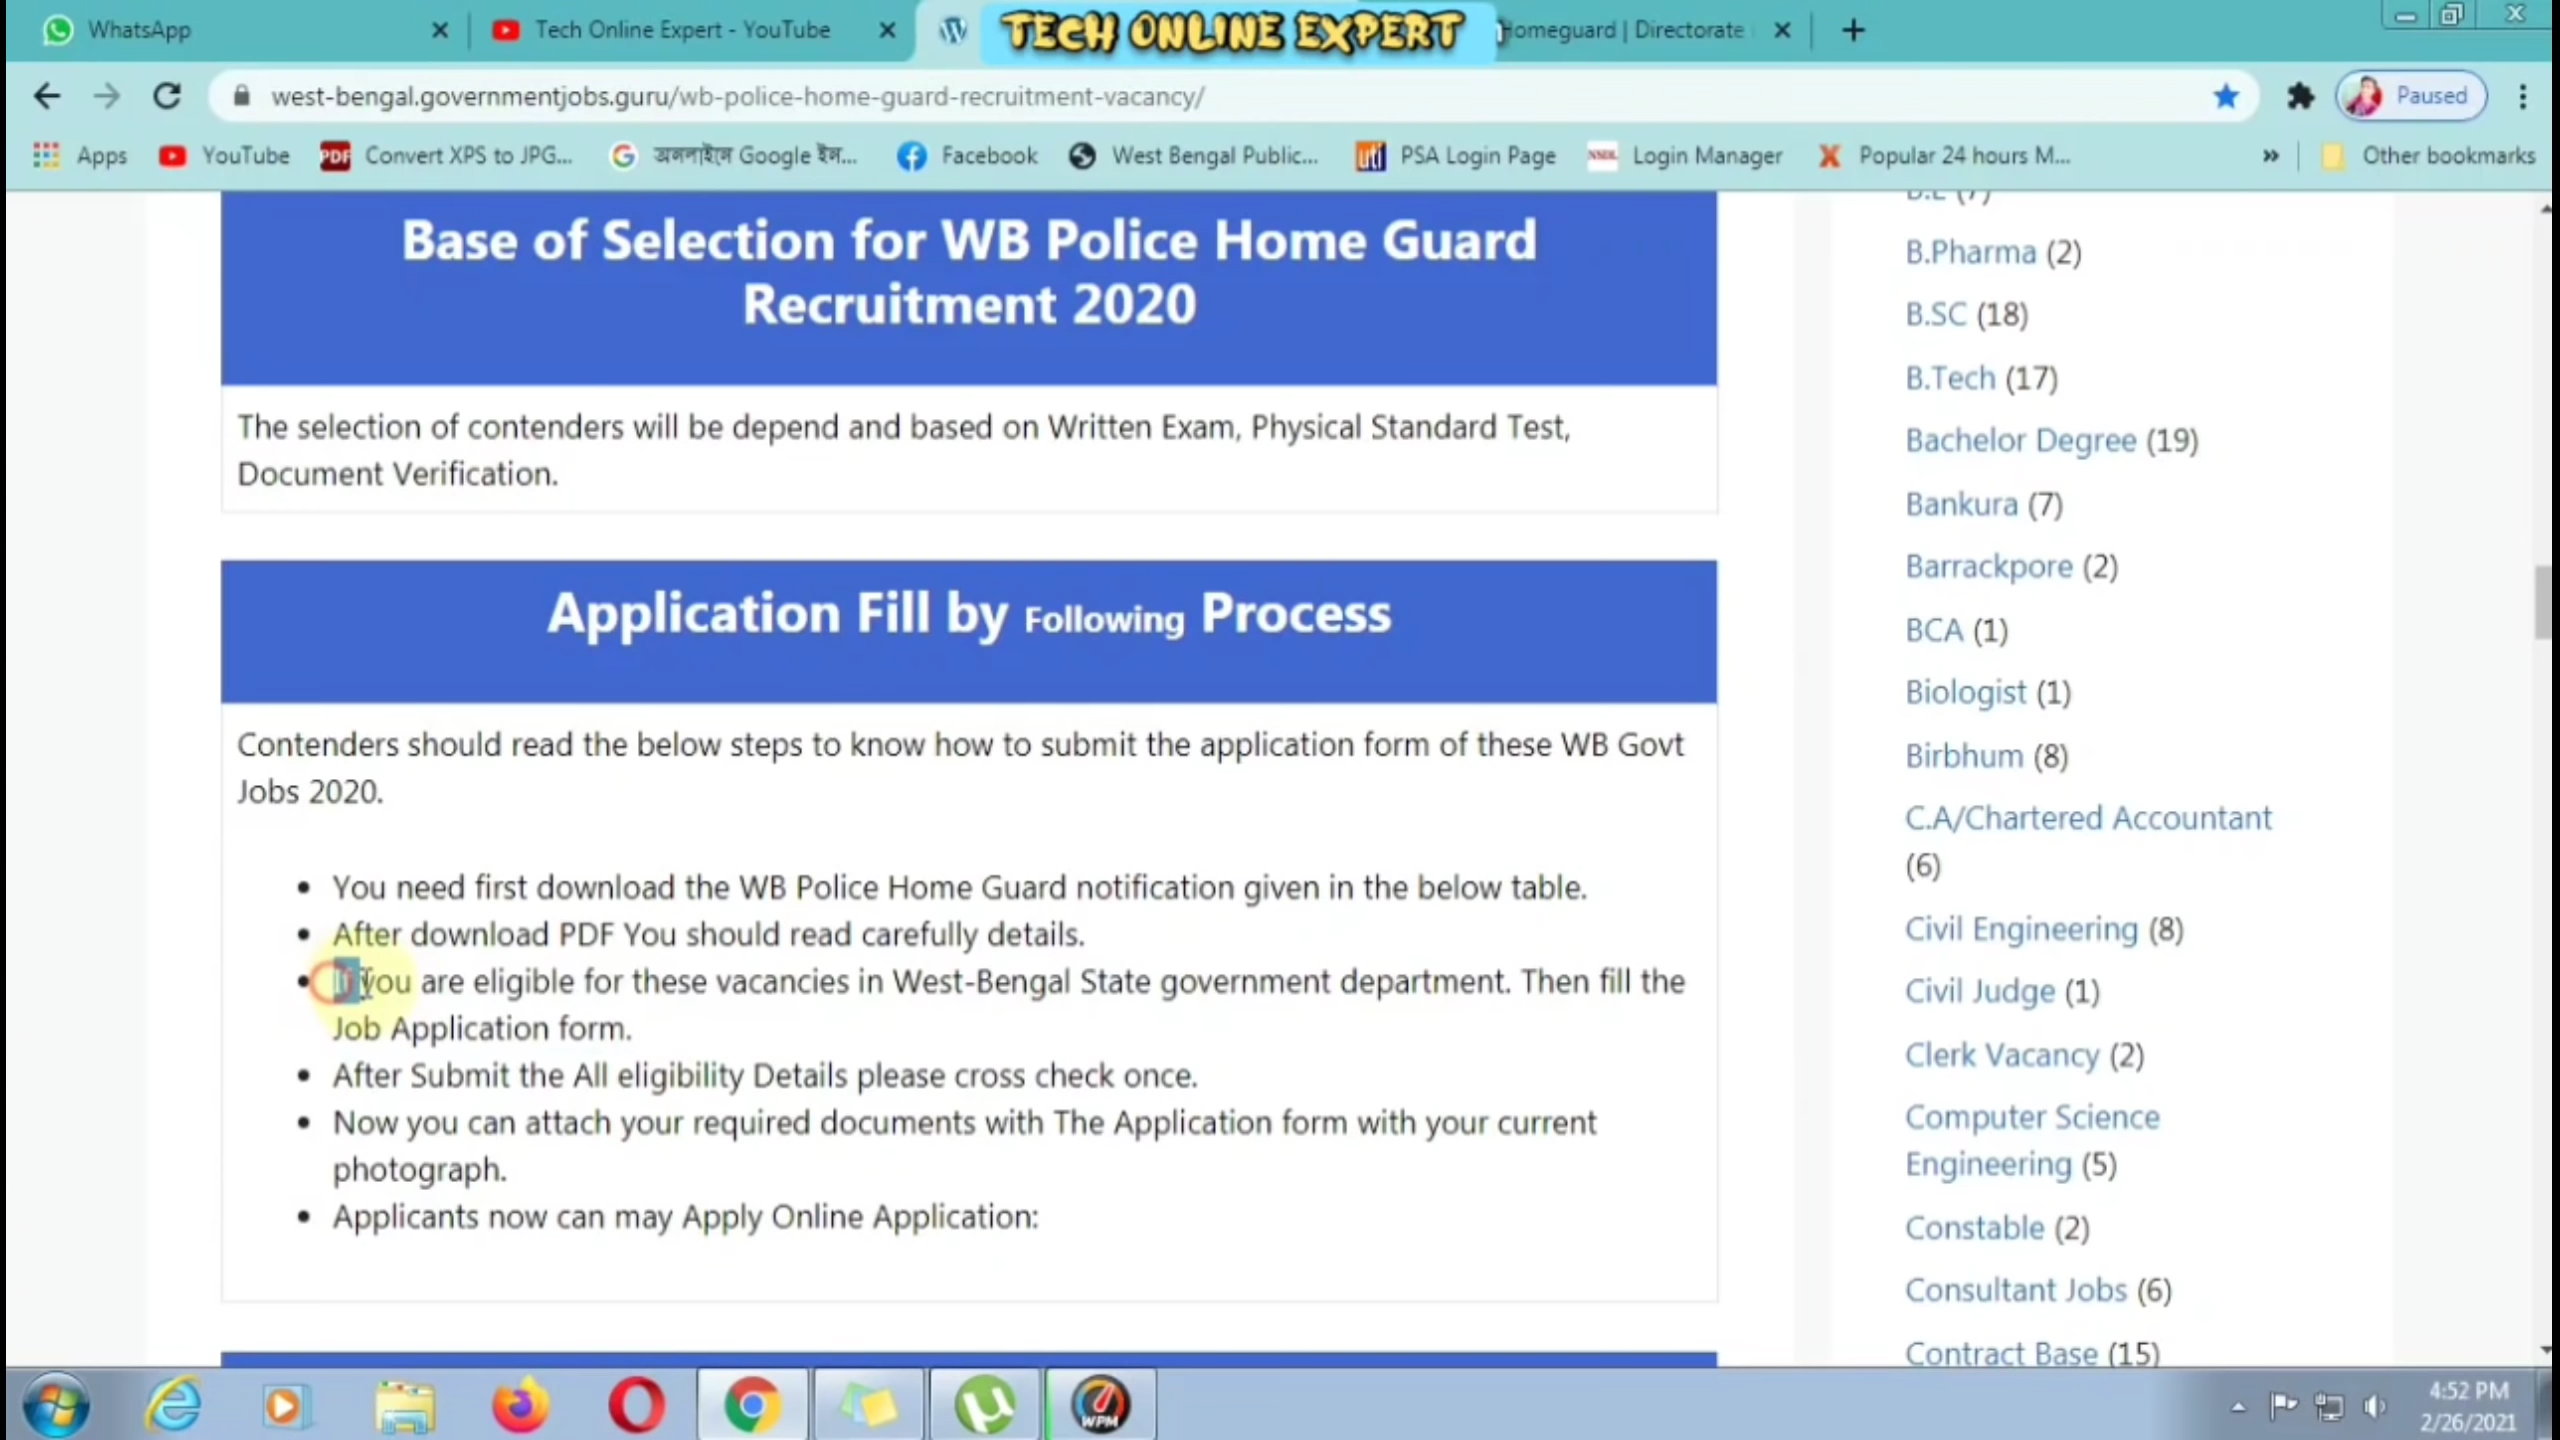 WhatsApp
Tech Online Expert - YouTube
TECH ONLINE EXPERT
Homeguard | Directorate
west-bengal.governmentjobs.guru/wb-police-home-guard-recruitment-vacancy/
Paused
Apps
YouTube
PDF
Convert XPS to JPG...
অনলাইনে Google ইন...
Facebook
West Bengal Public...
uti
PSA Login Page
NSDL
Login Manager
Popular 24 hours M...
Other bookmarks
Base of Selection for WB Police Home Guard
Recruitment 2020
The selection of contenders will be depend and based on Written Exam, Physical Standard Test,
Document Verification.
Application Fill by Following Process
Contenders should read the below steps to know how to submit the application form of these WB Govt
Jobs 2020.
• You need first download the WB Police Home Guard notification given in the below table.
• After download PDF You should read carefully details.
• you are eligible for these vacancies in West-Bengal State government department. Then fill the
Job Application form.
• After Submit the All eligibility Details please cross check once.
• Now you can attach your required documents with The Application form with your current
photograph.
• Applicants now can may Apply Online Application:
B.E (7)
B.Pharma (2)
B.SC (18)
B.Tech (17)
Bachelor Degree (19)
Bankura (7)
Barrackpore (2)
BCA (1)
Biologist (1)
Birbhum (8)
C.A/Chartered Accountant
(6)
Civil Engineering (8)
Civil Judge (1)
Clerk Vacancy (2)
Computer Science
Engineering (5)
Constable (2)
Consultant Jobs (6)
Contract Base (15)
WPM
4:52 PM
2/26/2021